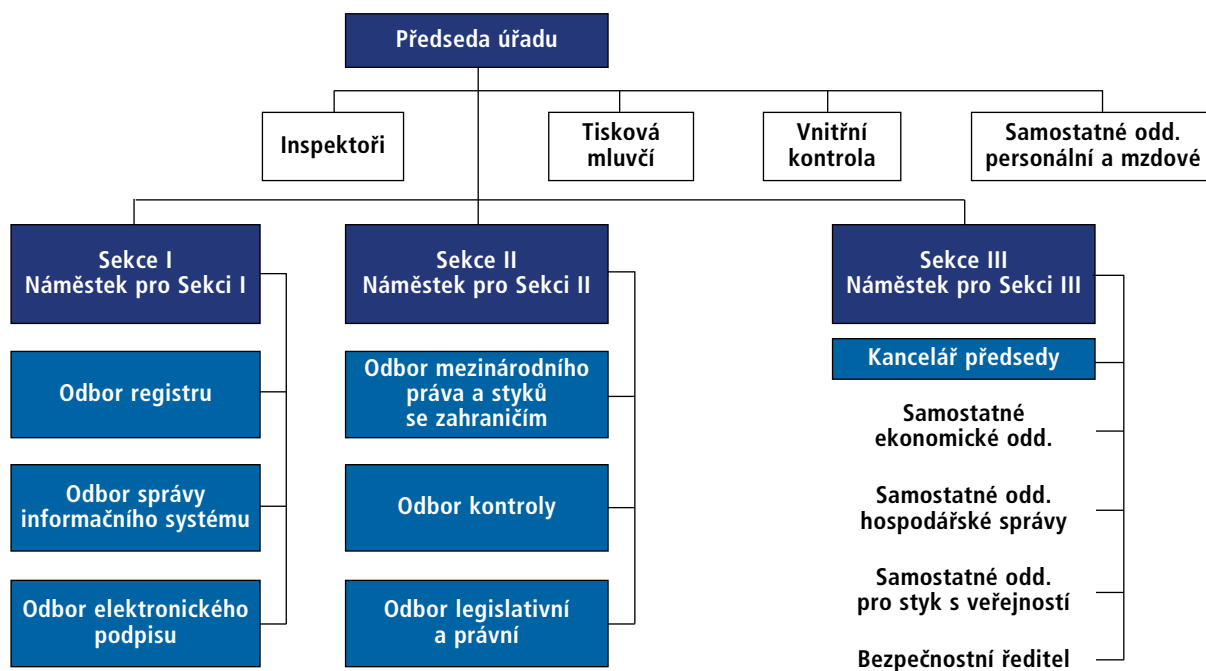 Předseda úřadu
Inspektoři
Tisková
mluvčí
Vnitřní
kontrola
Samostatné odd.
personální a mzdové
Sekce I
Náměstek pro Sekci I
Odbor registru
Odbor správy
informačního systému
Odbor elektronického
podpisu
Sekce II
Náměstek pro Sekci II
Odbor mezinárodního
práva a styků
se zahraničím
Odbor kontroly
Odbor legislativní
a právní
Sekce III
Náměstek pro Sekci III
Kancelář předsedy
Samostatné
ekonomické odd.
Samostatné odd.
hospodářské správy
Samostatné odd.
pro styk s veřejností
Bezpečnostní ředitel